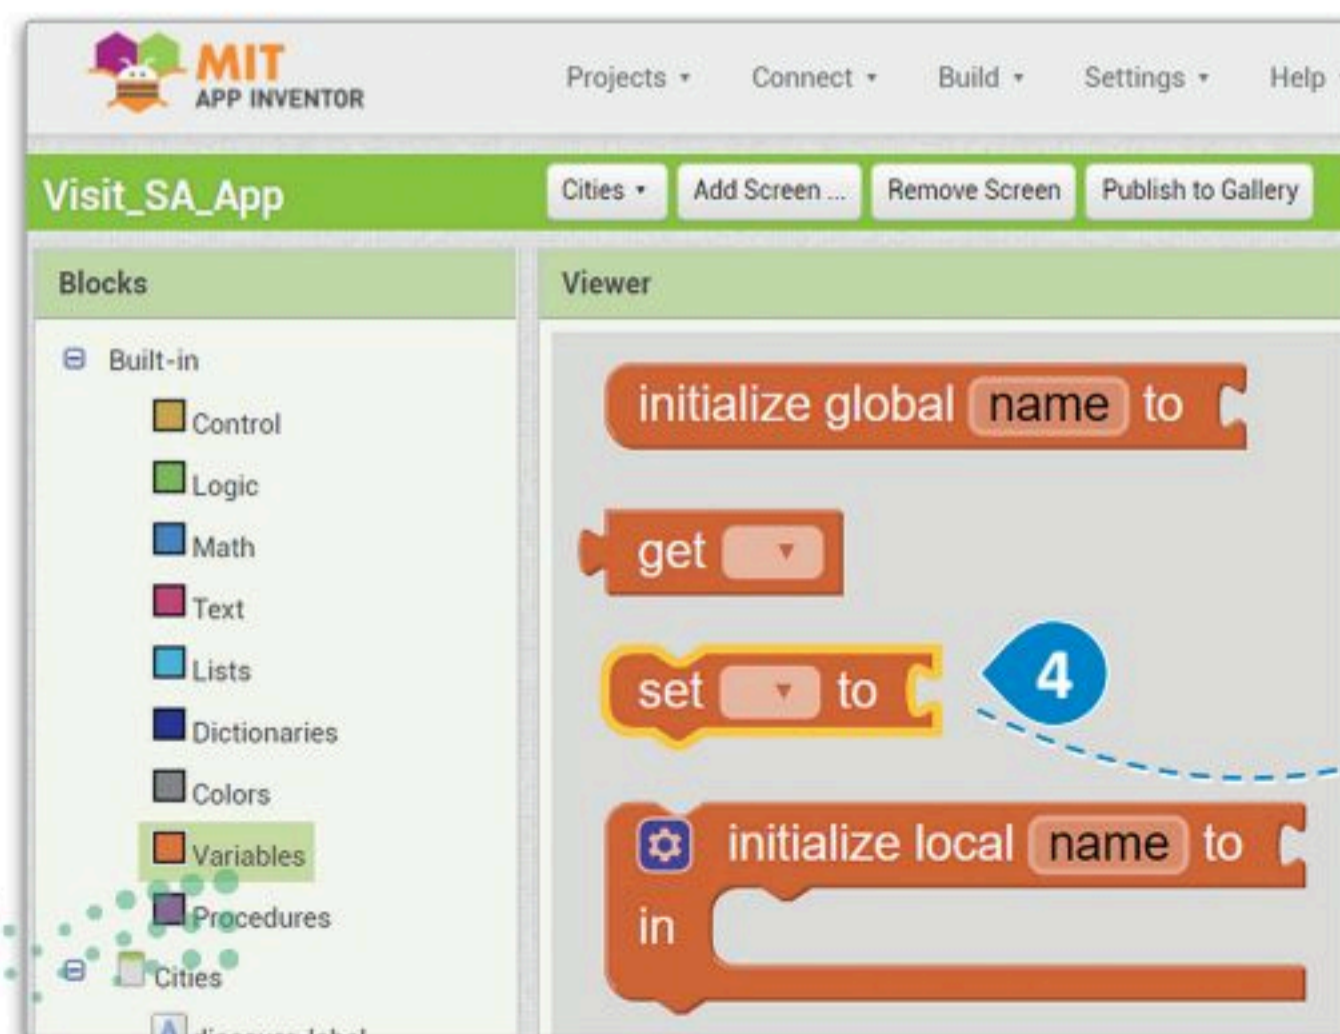 MIT
APP INVENTOR
Projects Connect Build Settings Help
Visit_SA_App
Cities Add Screen ... Remove Screen Publish to Gallery
Blocks
Viewer
Built-in
Control
Logic
Math
Text
Lists
Dictionaries
Colors
Variables
Procedures
Cities
initialize global name to
get
set to
4
initialize local name to
in